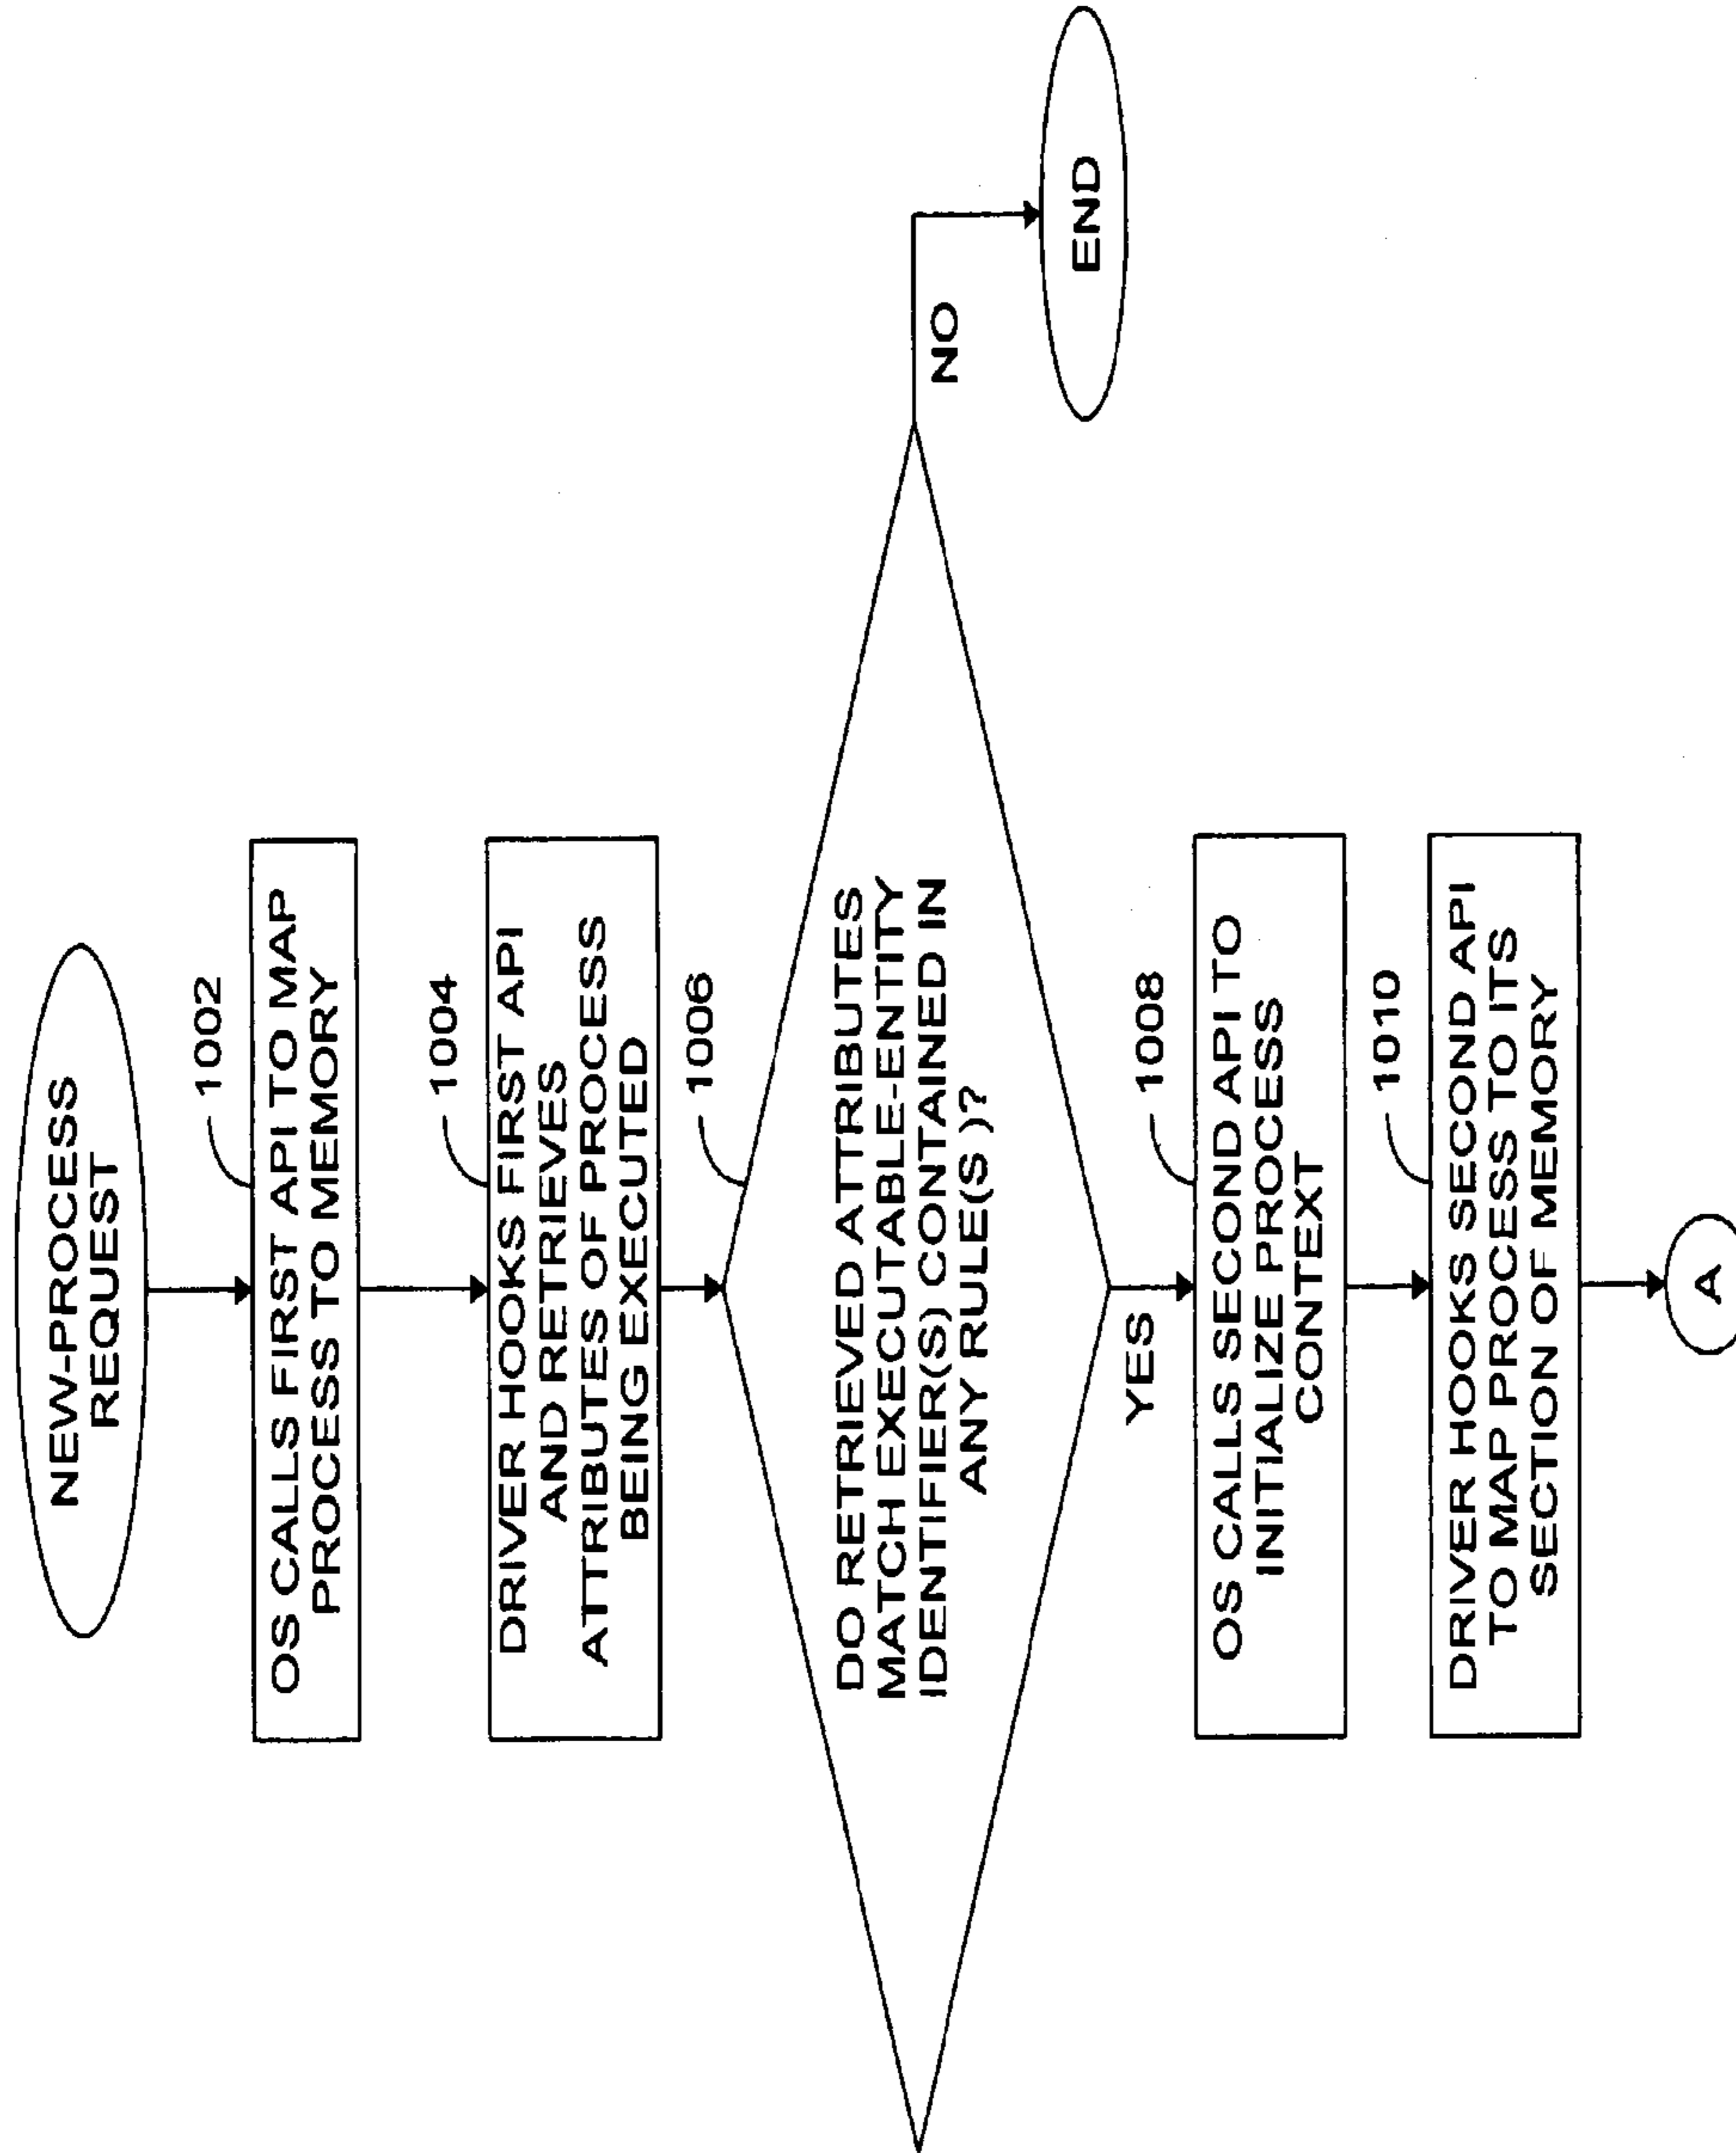 NEW-PROCESS
REQUEST
1002
OS CALLS FIRST API TO MAP
PROCESS TO MEMORY
1004
DRIVER HOOKS FIRST API
AND RETRIEVES
ATTRIBUTES OF PROCESS
BEING EXECUTED
1006
DO RETRIEVED ATTRIBUTES
MATCH EXECUTABLE-ENTITY
IDENTIFIER(S) CONTAINED IN
ANY RULE(S)?
NO
END
YES
1008
OS CALLS SECOND API TO
INITIALIZE PROCESS
CONTEXT
1010
DRIVER HOOKS SECOND API
TO MAP PROCESS TO ITS
SECTION OF MEMORY
A